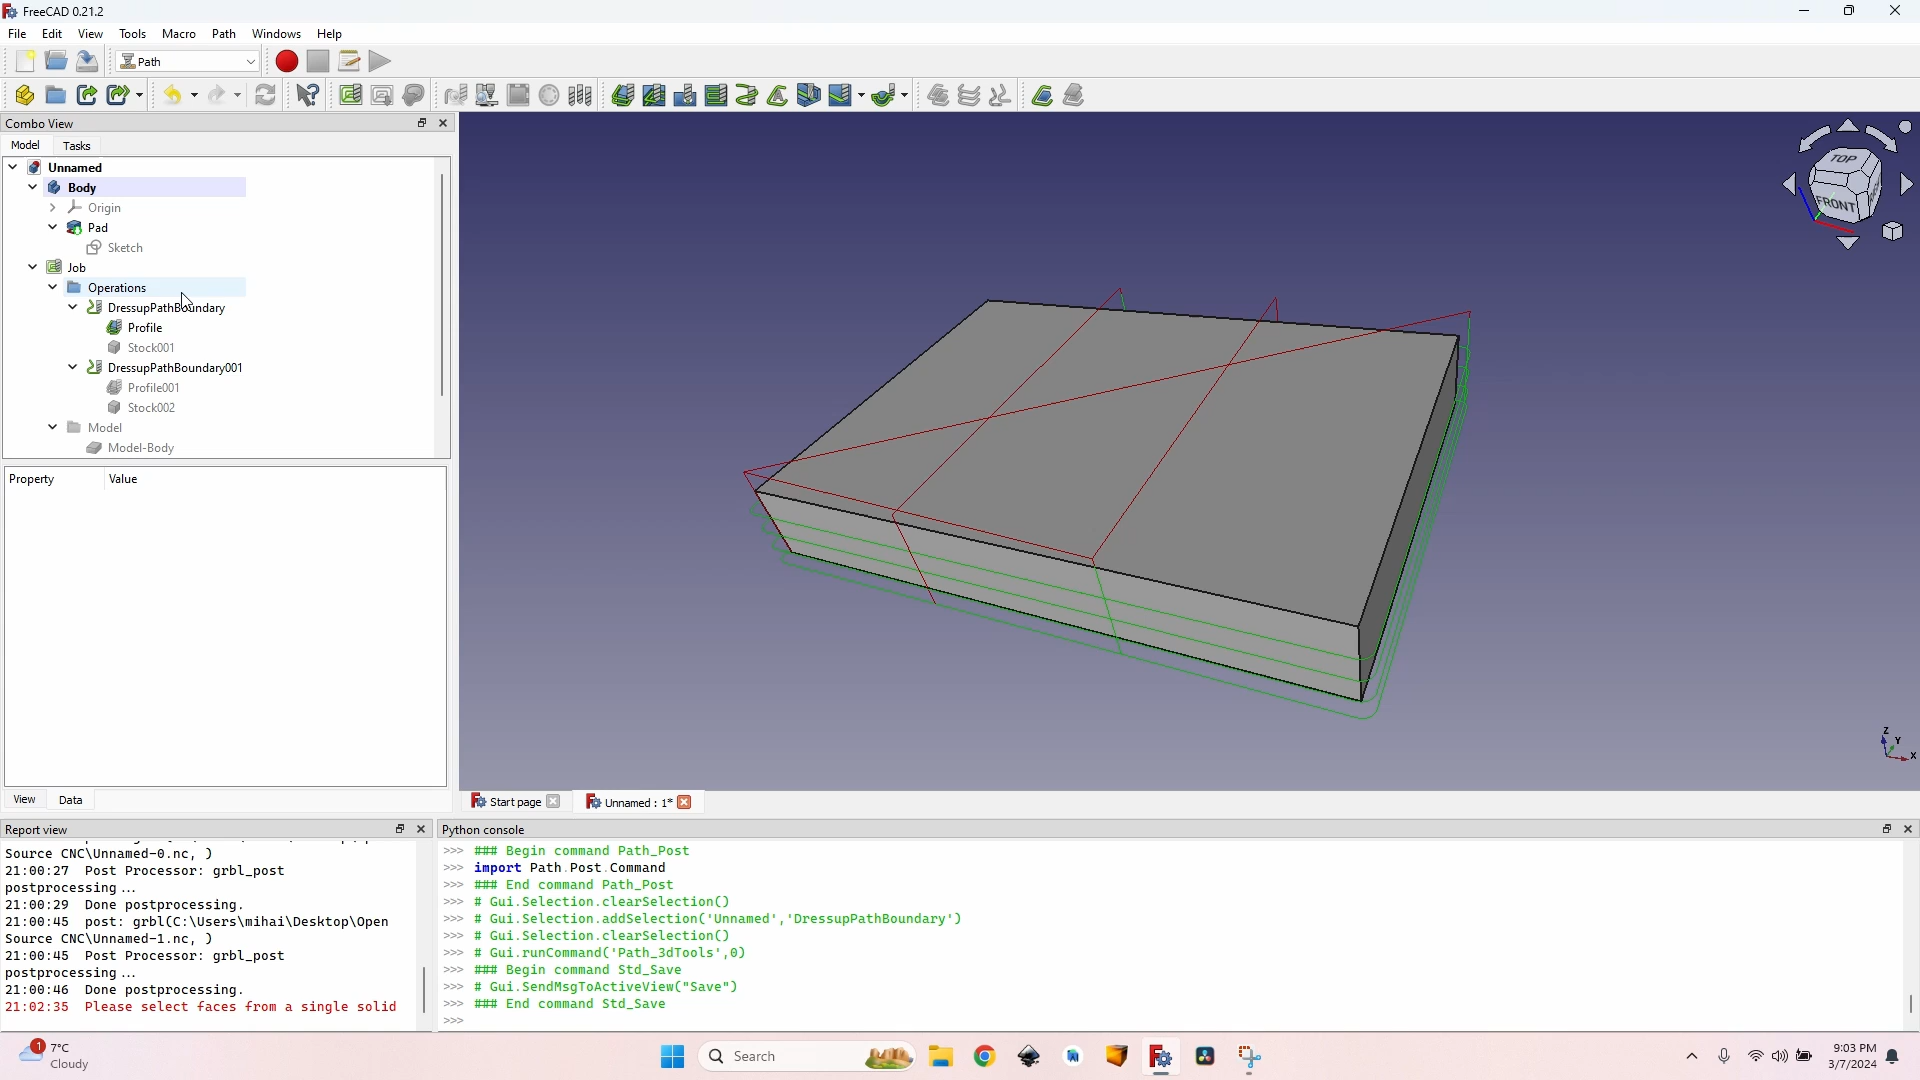 FreeCAD 0.21.2
File Edit View Tools Macro Path Windows Help
Path
Combo View
Model Tasks
Unnamed
Body
Origin
Pad
Sketch
Job
Operations
DressupPathBoundary
Profile
Stock001
DressupPathBoundary001
Profile001
Stock002
Model
Model-Body
Property Value
View Data
TOP
FRONT
Z
Y
X
Start page Unnamed : 1*
Report view
Source CNC\Unnamed-0.nc, )
21:00:27 Post Processor: grbl_post
postprocessing ...
21:00:29 Done postprocessing.
21:00:45 post: grbl(C:\Users\mihai\Desktop\Open
Source CNC\Unnamed-1.nc, )
21:00:45 Post Processor: grbl_post
postprocessing ...
21:00:46 Done postprocessing.
21:02:35 Please select faces from a single solid
Python console
>>> ### Begin command Path_Post
>>> import Path.Post.Command
>>> ### End command Path_Post
>>> # Gui.Selection.clearSelection()
>>> # Gui.Selection.addSelection('Unnamed','DressupPathBoundary')
>>> # Gui.Selection.clearSelection()
>>> # Gui.runCommand('Path_3dTools',0)
>>> ### Begin command Std_Save
>>> # Gui.SendMsgToActiveView("Save")
>>> ### End command Std_Save
>>>
1
7°C
Cloudy
Search
9:03 PM
3/7/2024